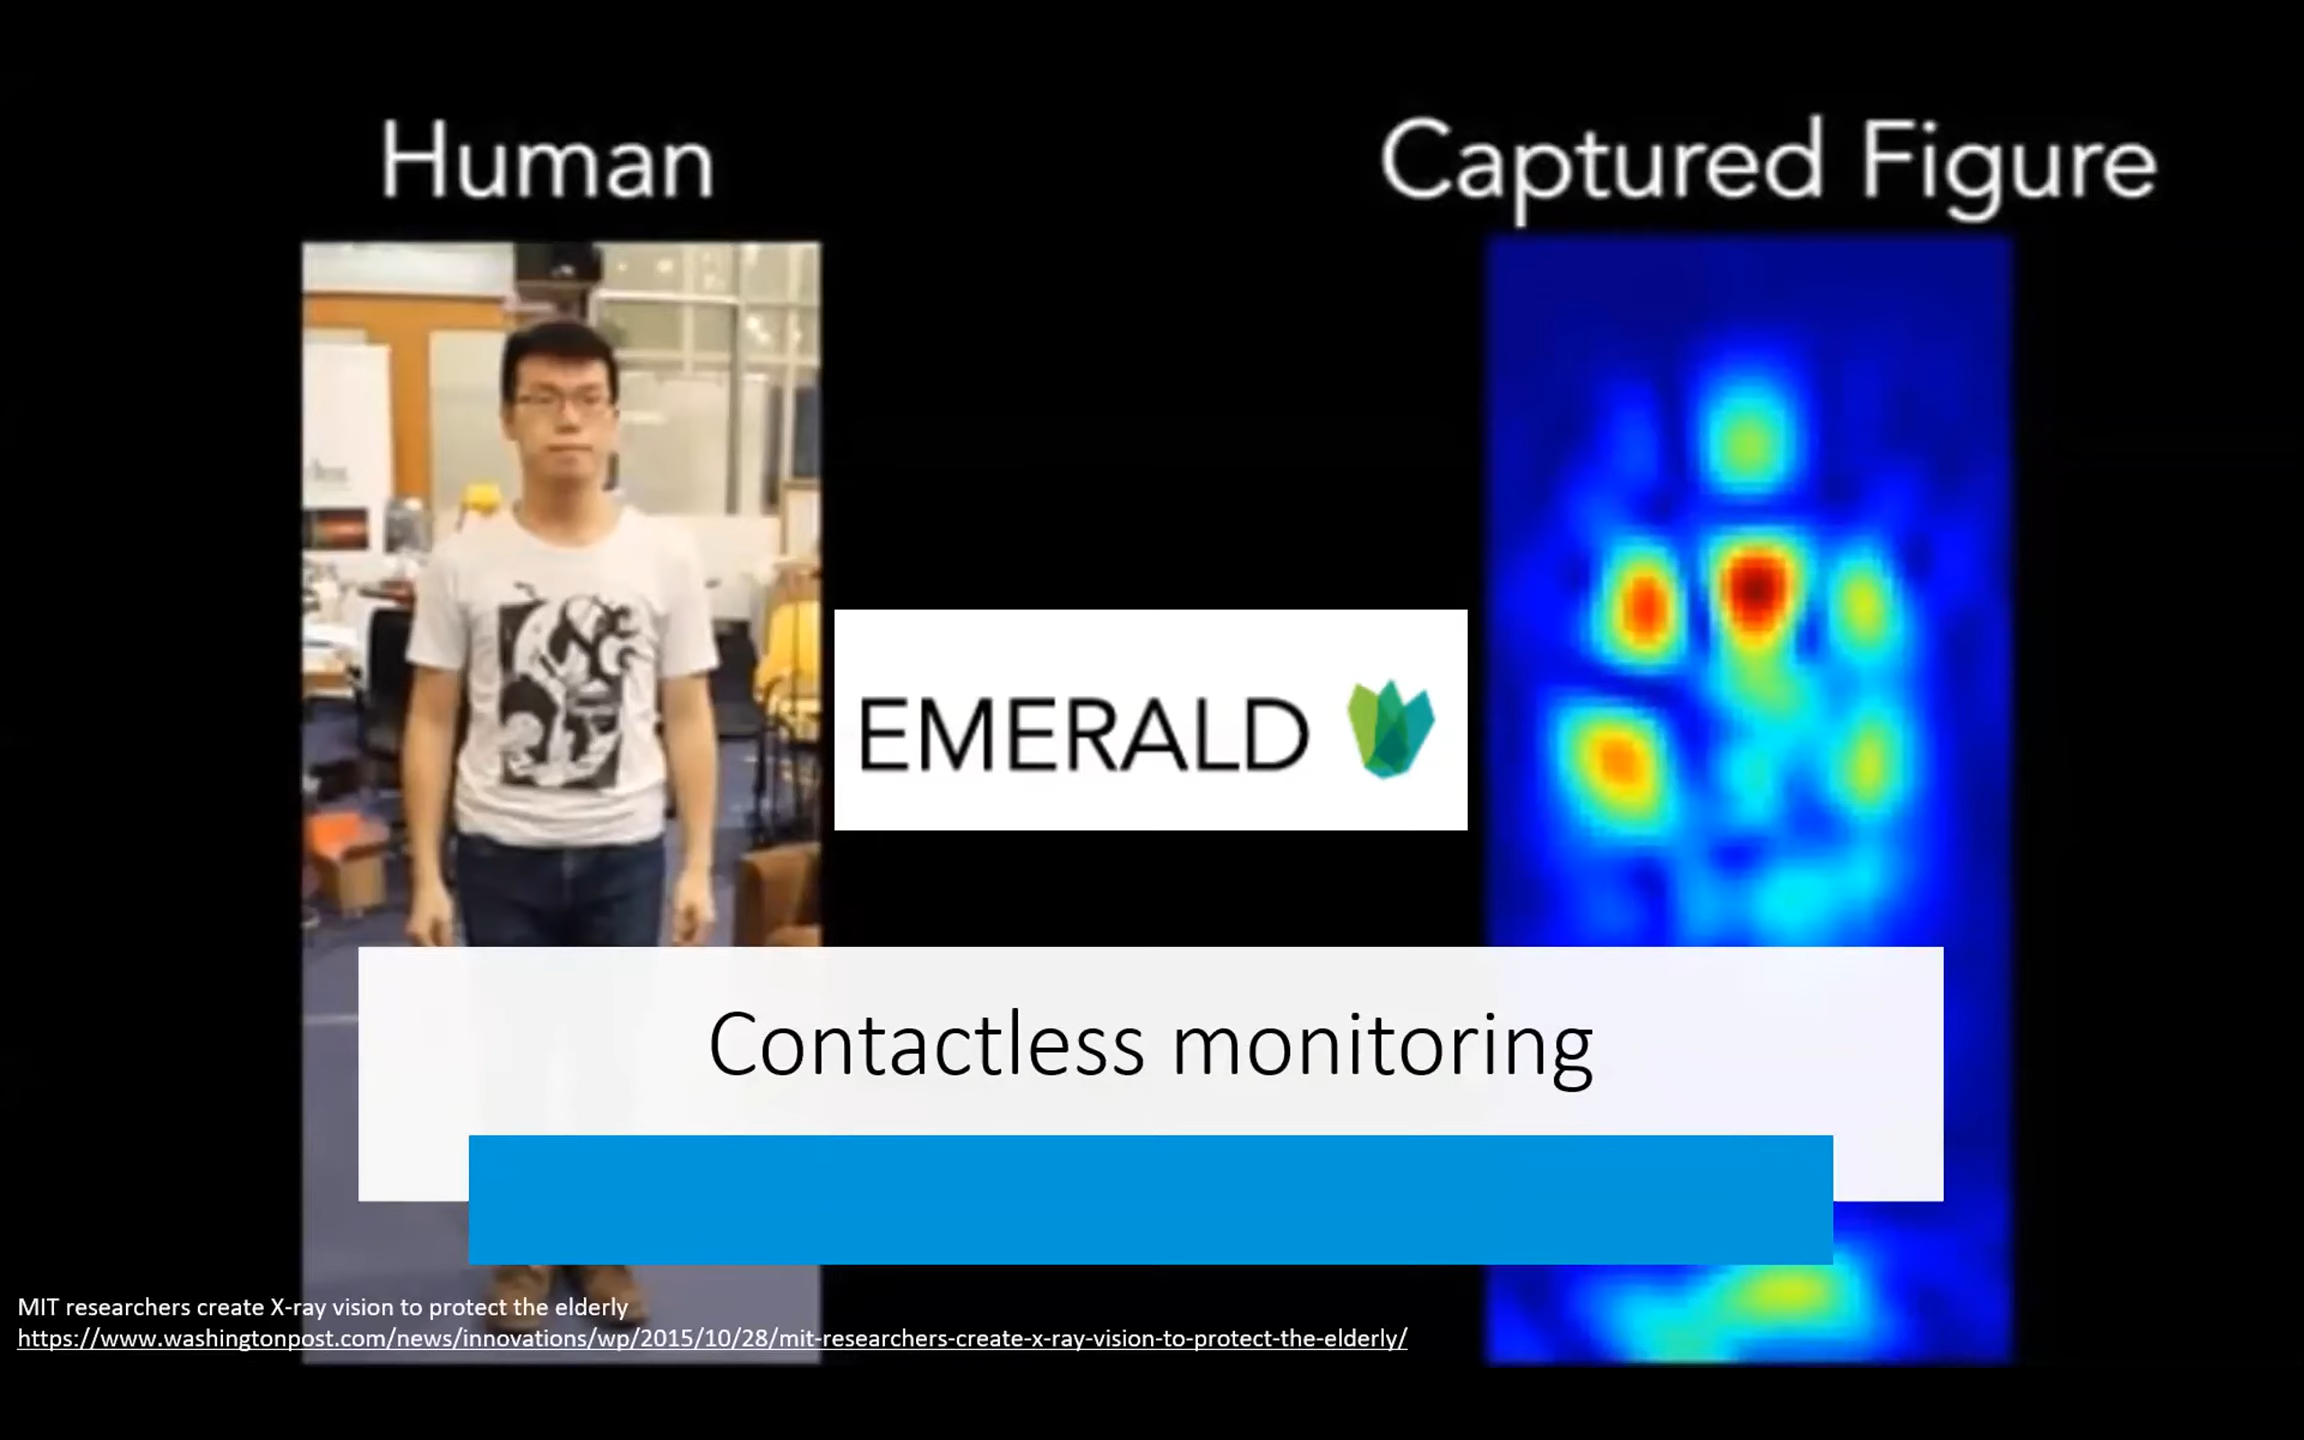 Human
Captured Figure
EMERALD
Contactless monitoring
MIT researchers create X-ray vision to protect the elderly
https://www.washingtonpost.com/news/innovations/wp/2015/10/28/mit-researchers-create-x-ray-vision-to-protect-the-elderly/